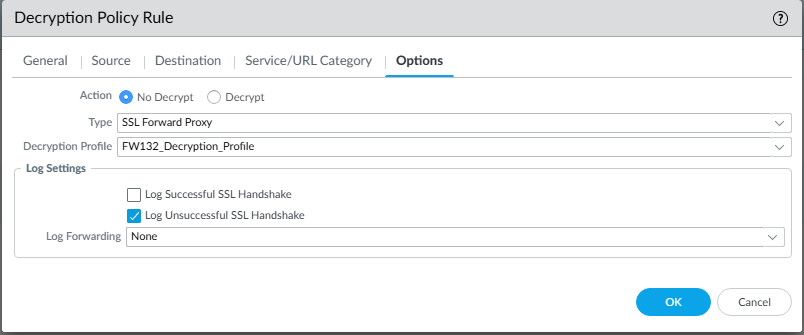 Decryption Policy Rule
General Source Destination Service/URL Category Options
Action No Decrypt Decrypt
Type SSL Forward Proxy
Decryption Profile FW132_Decryption_Profile
Log Settings
Log Successful SSL Handshake
Log Unsuccessful SSL Handshake
Log Forwarding None
OK Cancel